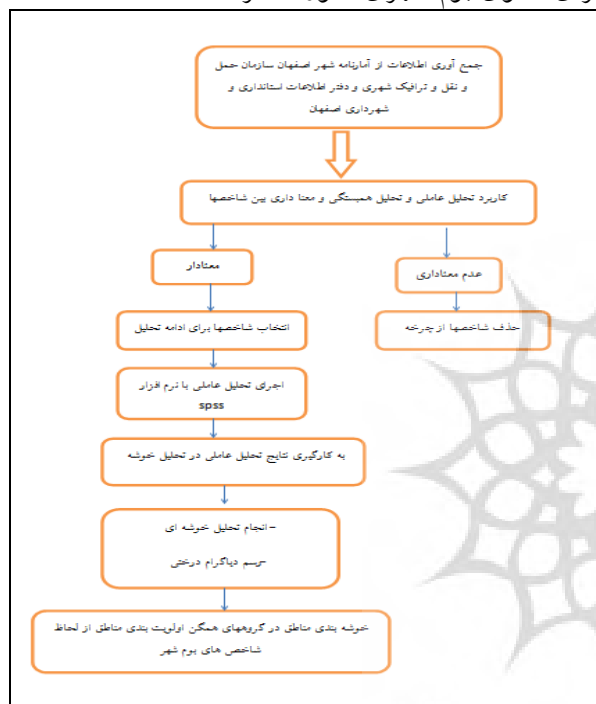 جمع آوری اطلاعات از آمارنامه شهر اصفهان سازمان حمل
و نقل و ترافیک شهری و دفتر اطلاعات استانداری و
شهرداری اصفهان
کاربرد تحلیل عاملی و تحلیل همبستگی و معنا داری بین شاخصها
معنادار
عدم معناداری
انتخاب شاخصها برای ادامه تحلیل
حذف شاخصها از چرخه
اجرای تحلیل عاملی با نرم افزار
spss
به کارگیری نتایج تحلیل عاملی در تحلیل خوشه
– انجام تحلیل خوشه ای
-رسم دیاگرام درختی
خوشه بندی مناطق در گروههای همگن اولویت بندی مناطق از لحاظ
شاخص های بوم شهر